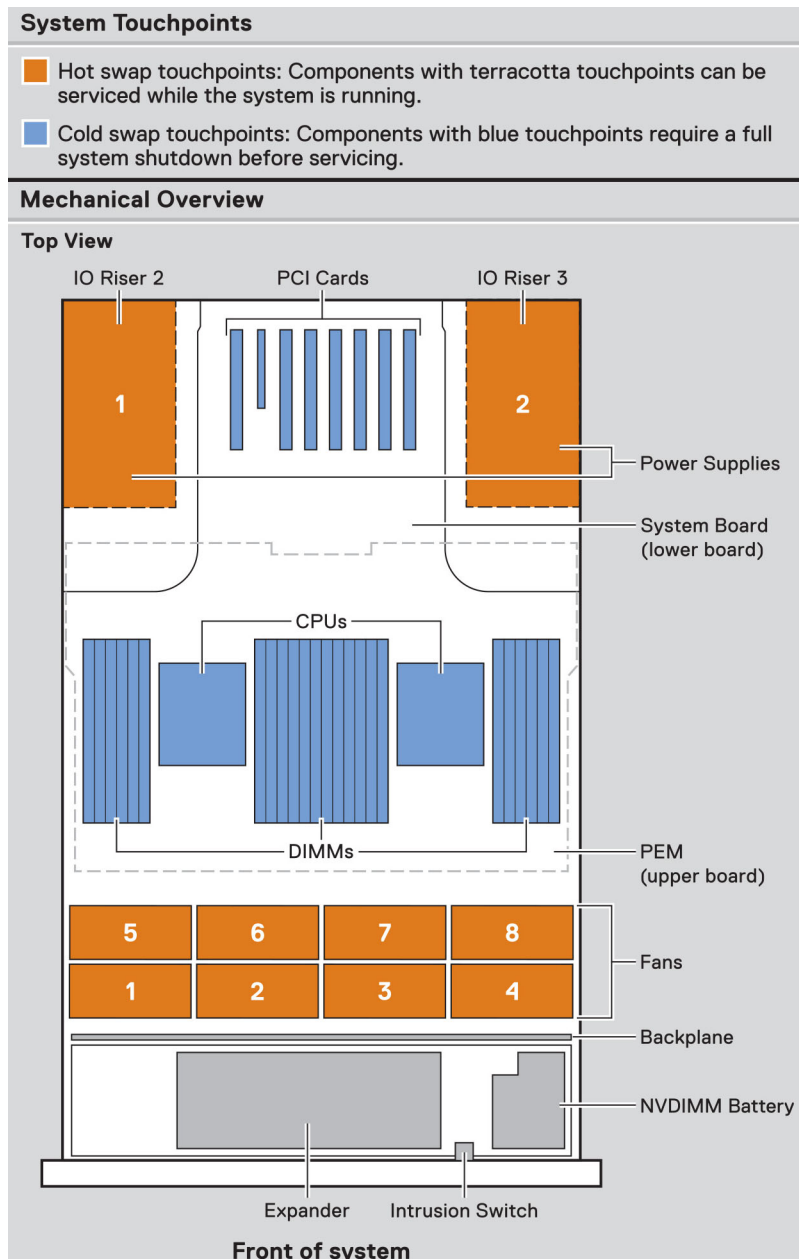 System Touchpoints
Hot swap touchpoints: Components with terracotta touchpoints can be
serviced while the system is running.
Cold swap touchpoints: Components with blue touchpoints require a full
system shutdown before servicing.
Mechanical Overview
Top View
IO Riser 2
PCI Cards
IO Riser 3
1
2
Power Supplies
System Board
(lower board)
CPUs
DIMMs
PEM
(upper board)
5
6
7
8
1
2
3
4
Fans
Backplane
NVDIMM Battery
Expander
Intrusion Switch
Front of system